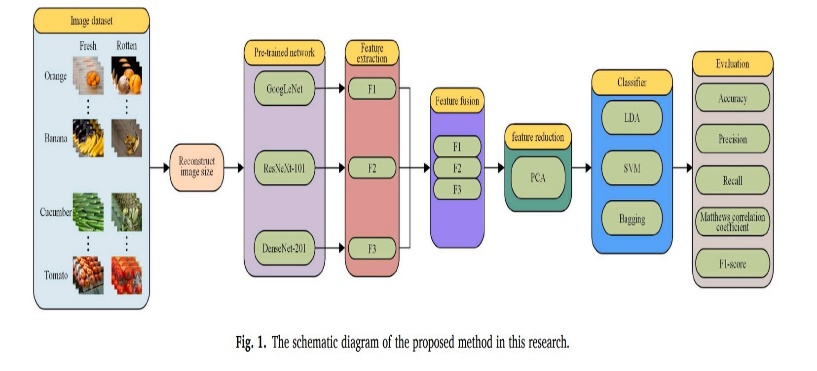 Image dataset
Fresh Rotten
Orange
Banana
Cucumber
Tomato
Reconstruct
image size
Pre-trained network
GoogLeNet
ResNeXt-101
DenseNet-201
Feature
extraction
F1
F2
F3
Feature fusion
F1
F2
F3
feature reduction
PCA
Classifier
LDA
SVM
Bagging
Evaluation
Accuracy
Precision
Recall
Matthews correlation
coefficient
F1-score
Fig. 1. The schematic diagram of the proposed method in this research.